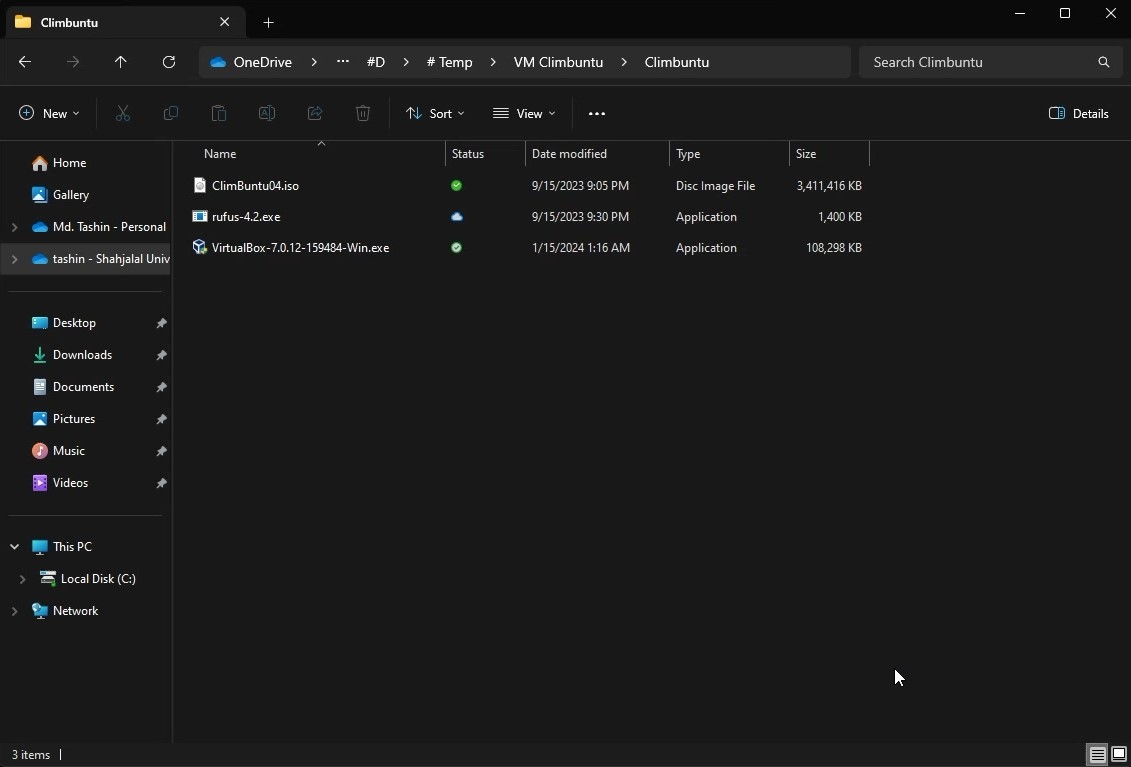 Climbuntu
OneDrive > ... #D > # Temp > VM Climbuntu > Climbuntu
Search Climbuntu
New
Sort
View
...
Details
Name Status Date modified Type Size
ClimBuntu04.iso 9/15/2023 9:05 PM Disc Image File 3,411,416 KB
rufus-4.2.exe 9/15/2023 9:30 PM Application 1,400 KB
VirtualBox-7.0.12-159484-Win.exe 1/15/2024 1:16 AM Application 108,298 KB
Home
Gallery
Md. Tashin - Personal
tashin - Shahjalal Univ
Desktop
Downloads
Documents
Pictures
Music
Videos
This PC
Local Disk (C:)
Network
3 items